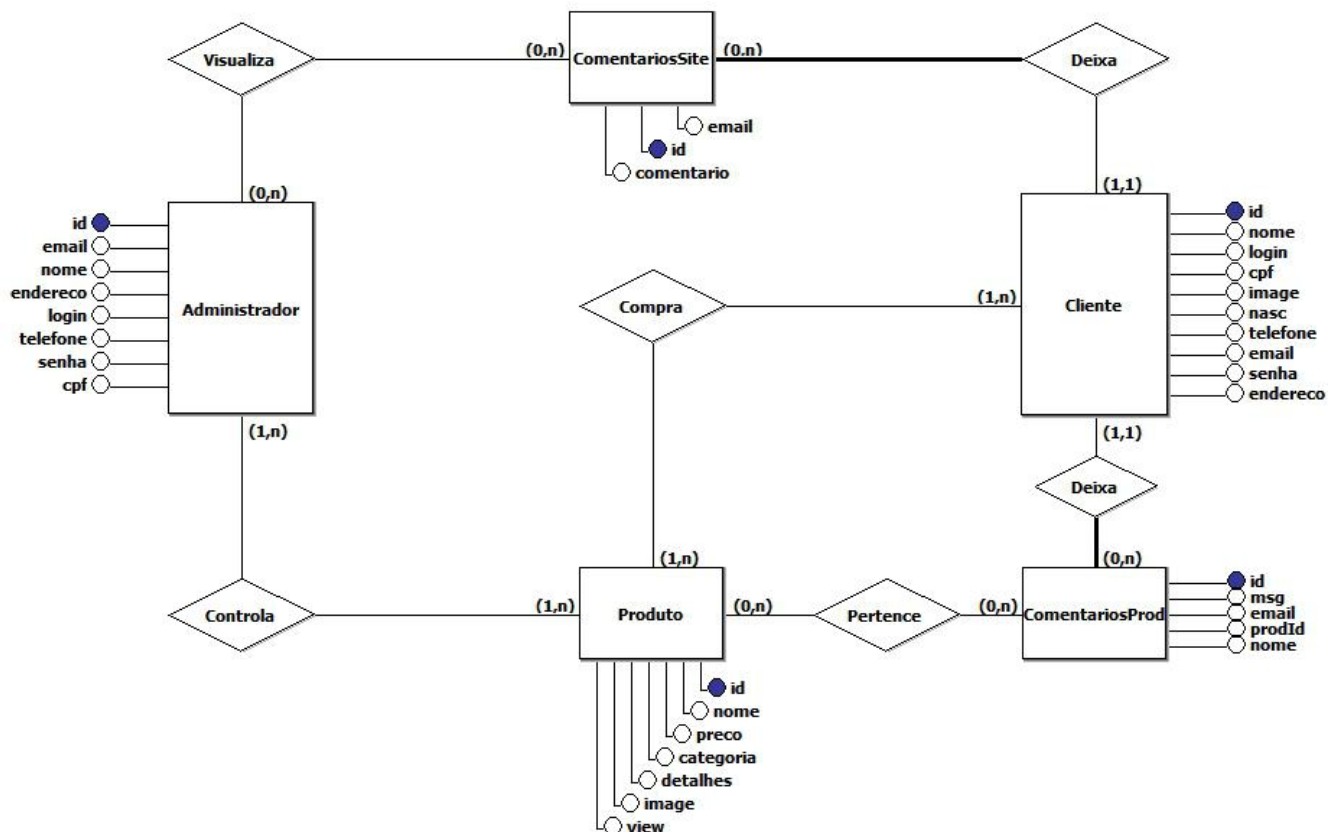 Visualiza
(0,n)
ComentariosSite
(0.n)
Deixa
email
id
comentario
(0,n)
(1,1)
id
email
nome
endereco
login
telefone
senha
cpf
Administrador
(1,n)
Compra
(1,n)
Cliente
id
nome
login
cpf
image
nasc
telefone
email
senha
endereco
(1,1)
Deixa
(0,n)
Controla
(1,n)
(1,n)
Produto
(0,n)
Pertence
(0,n)
ComentariosProd
id
msg
email
prodId
nome
id
nome
preco
categoria
detalhes
image
view